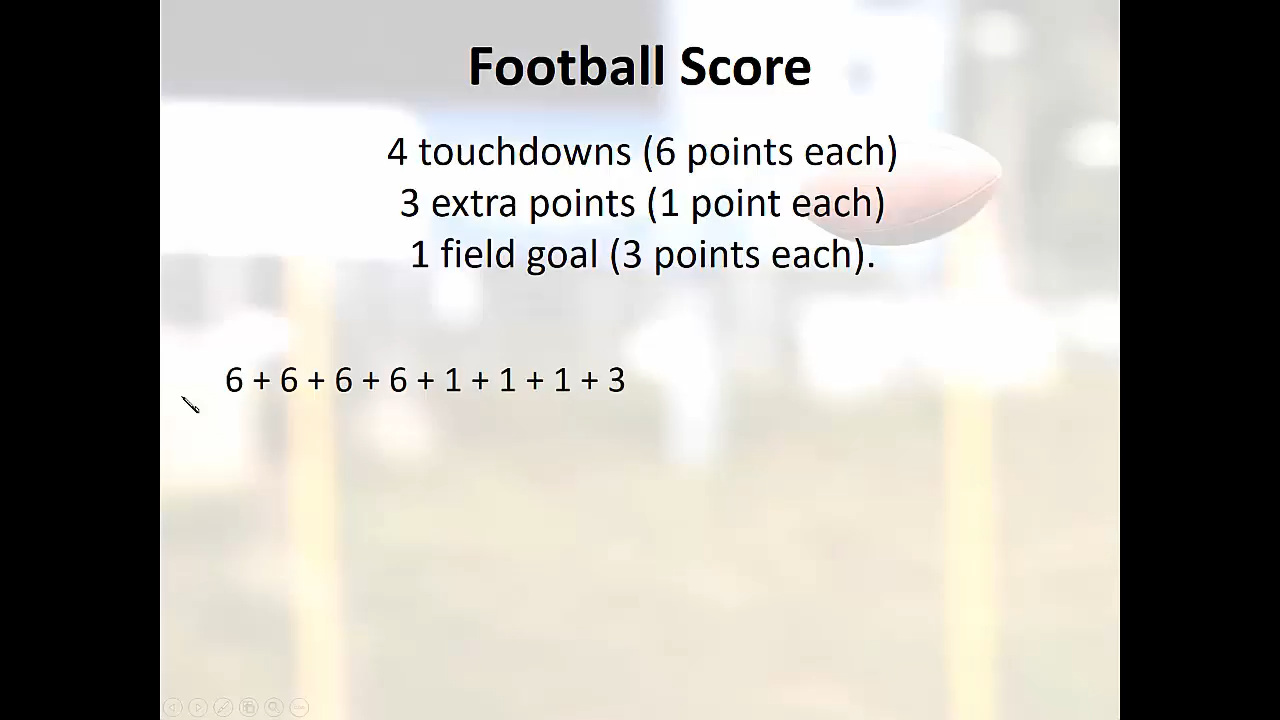 Football Score
4 touchdowns (6 points each)
3 extra points (1 point each)
1 field goal (3 points each).
6 + 6 + 6 + 6 + 1 + 1 + 1 + 3